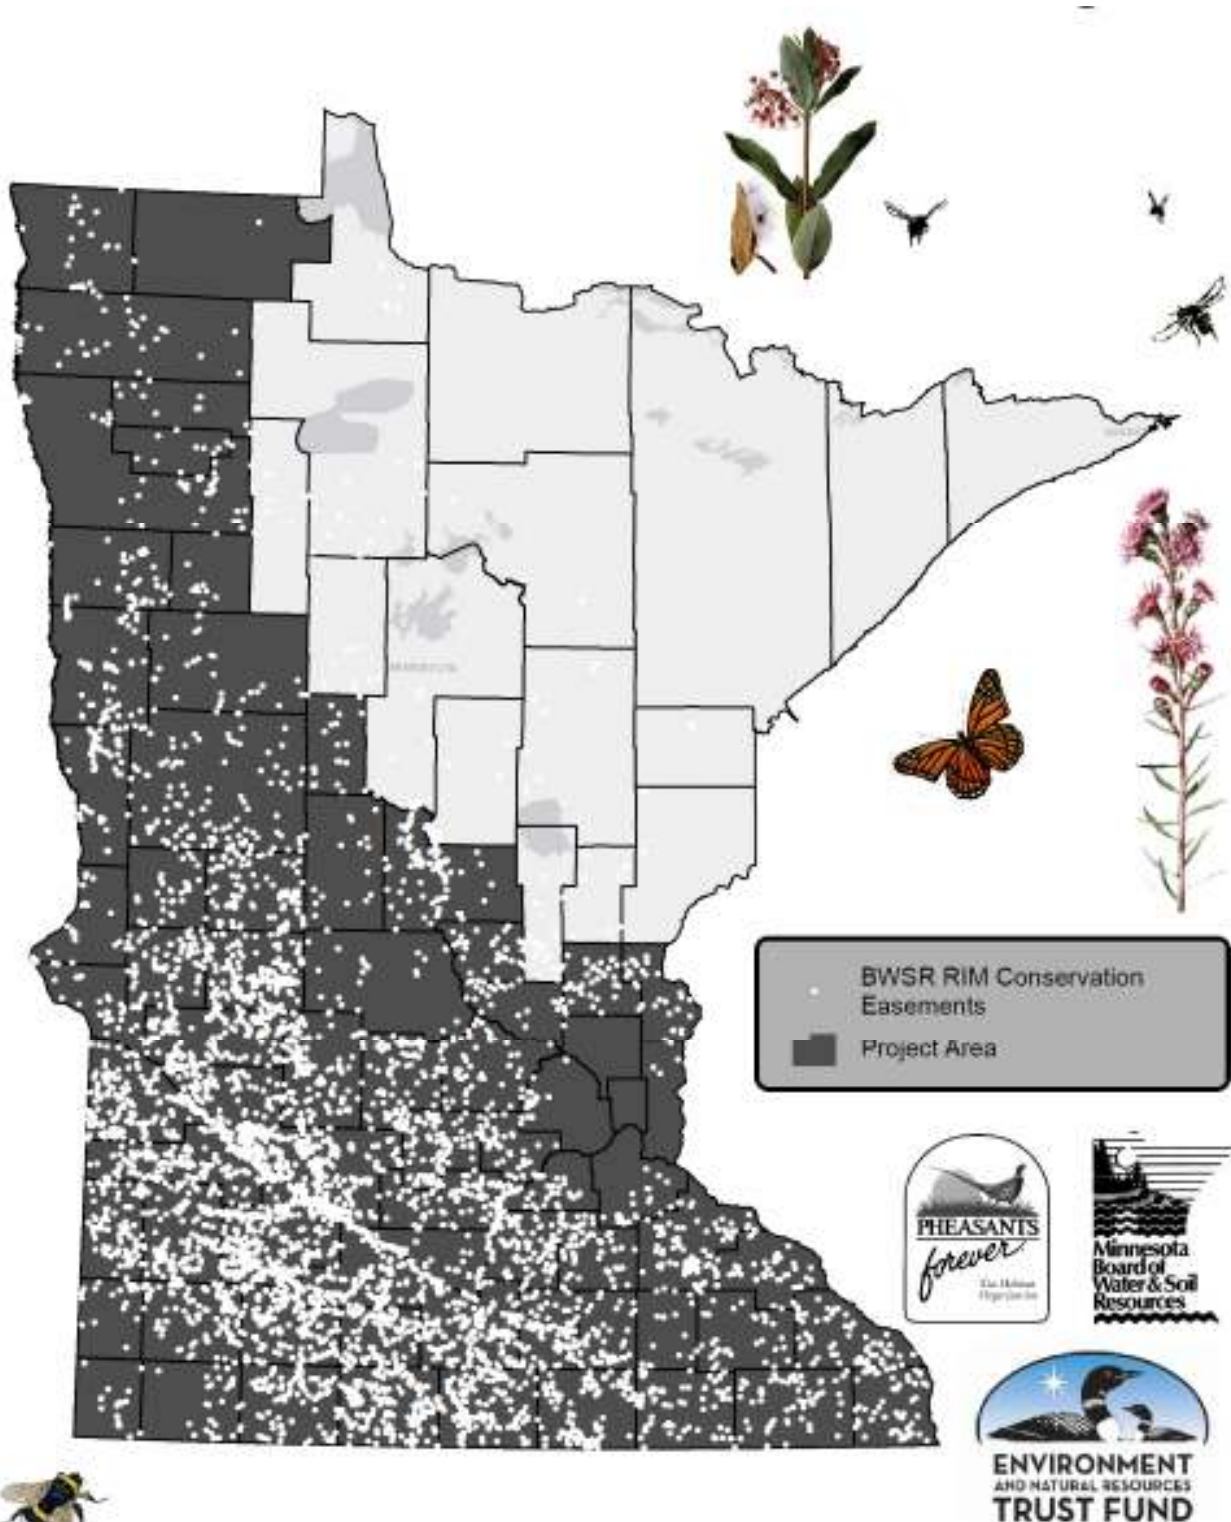 BWSR RIM Conservation
Easements
Project Area
PHEASANTS
forever
Minnesota
Board of
Water & Soil
Resources
ENVIRONMENT
AND NATURAL RESOURCES
TRUST FUND